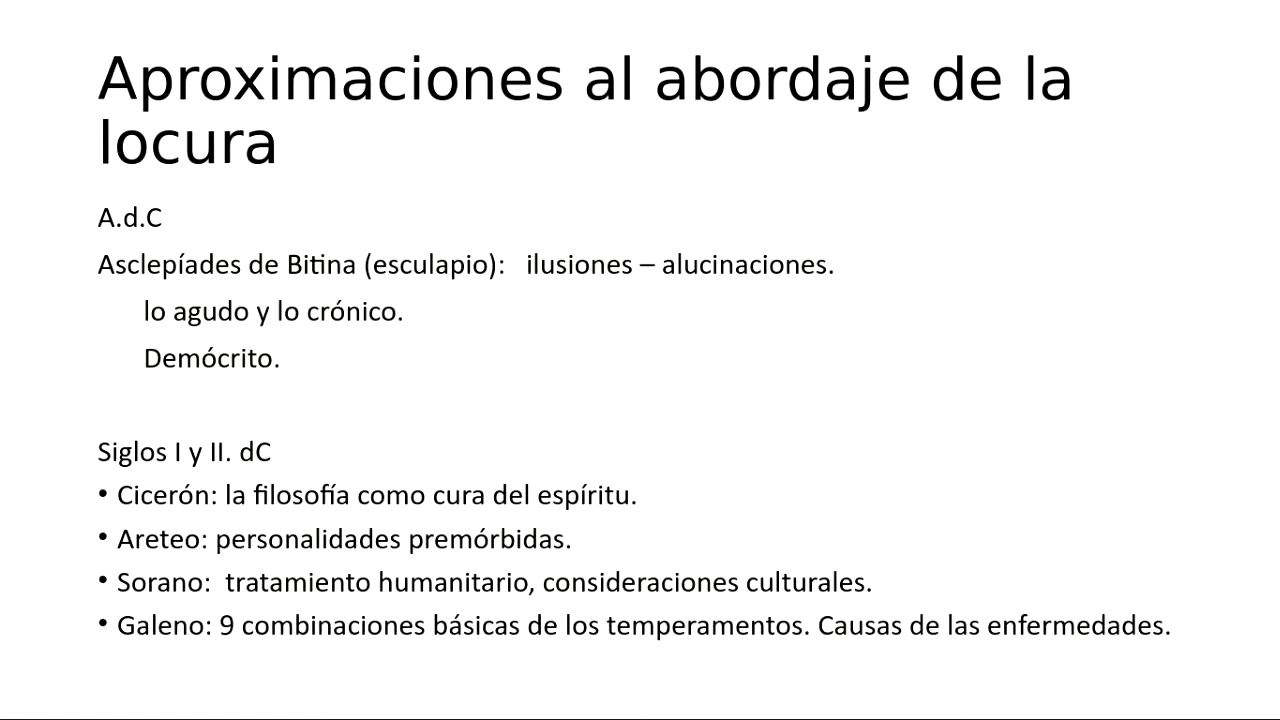 Aproximaciones al abordaje de la
locura
A.d.C
Asclepíades de Bitina (esculapio):   ilusiones – alucinaciones.
lo agudo y lo crónico.
Demócrito.
Siglos I y II. dC
• Cicerón: la filosofía como cura del espíritu.
• Areteo: personalidades premórbidas.
• Sorano:  tratamiento humanitario, consideraciones culturales.
• Galeno: 9 combinaciones básicas de los temperamentos. Causas de las enfermedades.